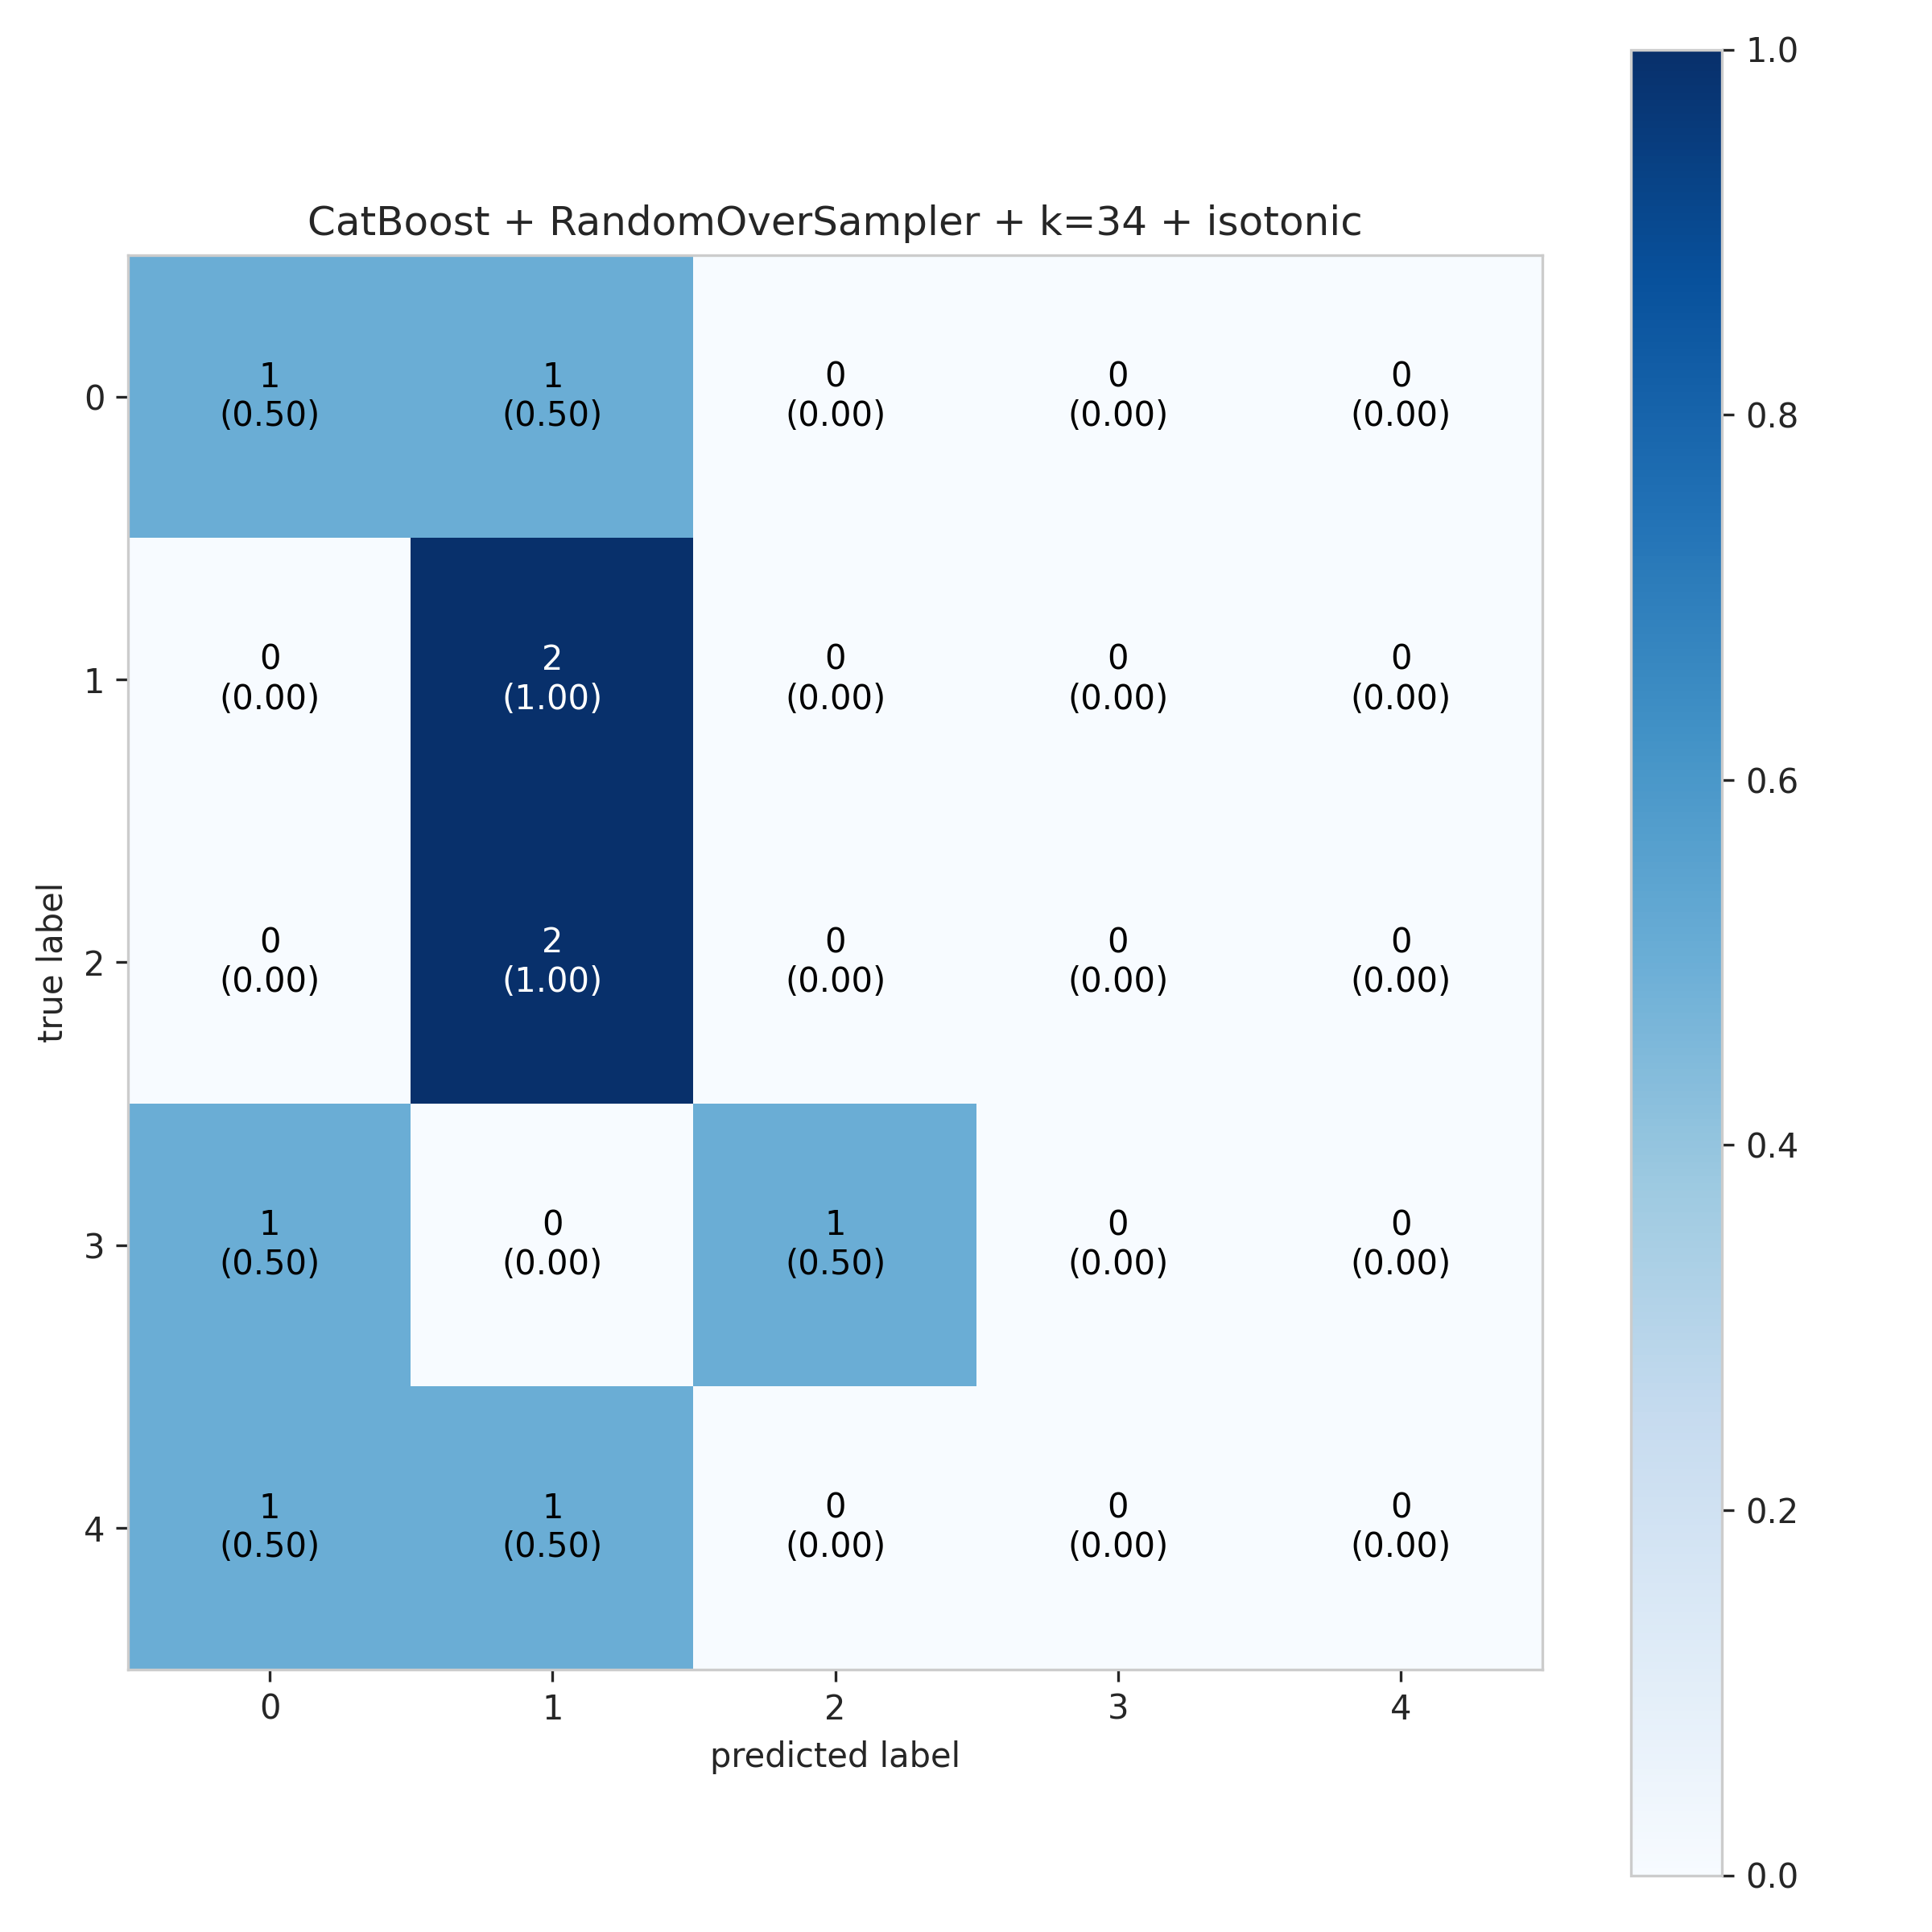 CatBoost + RandomOverSampler + k=34 + isotonic
1.0
0.8
0.6
0.4
0.2
0.0
true label
0
1
2
3
4
1 1 0 0 0
(0.50) (0.50) (0.00) (0.00) (0.00)
0 2 0 0 0
(0.00) (1.00) (0.00) (0.00) (0.00)
0 2 0 0 0
(0.00) (1.00) (0.00) (0.00) (0.00)
1 0 1 0 0
(0.50) (0.00) (0.50) (0.00) (0.00)
1 1 0 0 0
(0.50) (0.50) (0.00) (0.00) (0.00)
0 1 2 3 4
predicted label